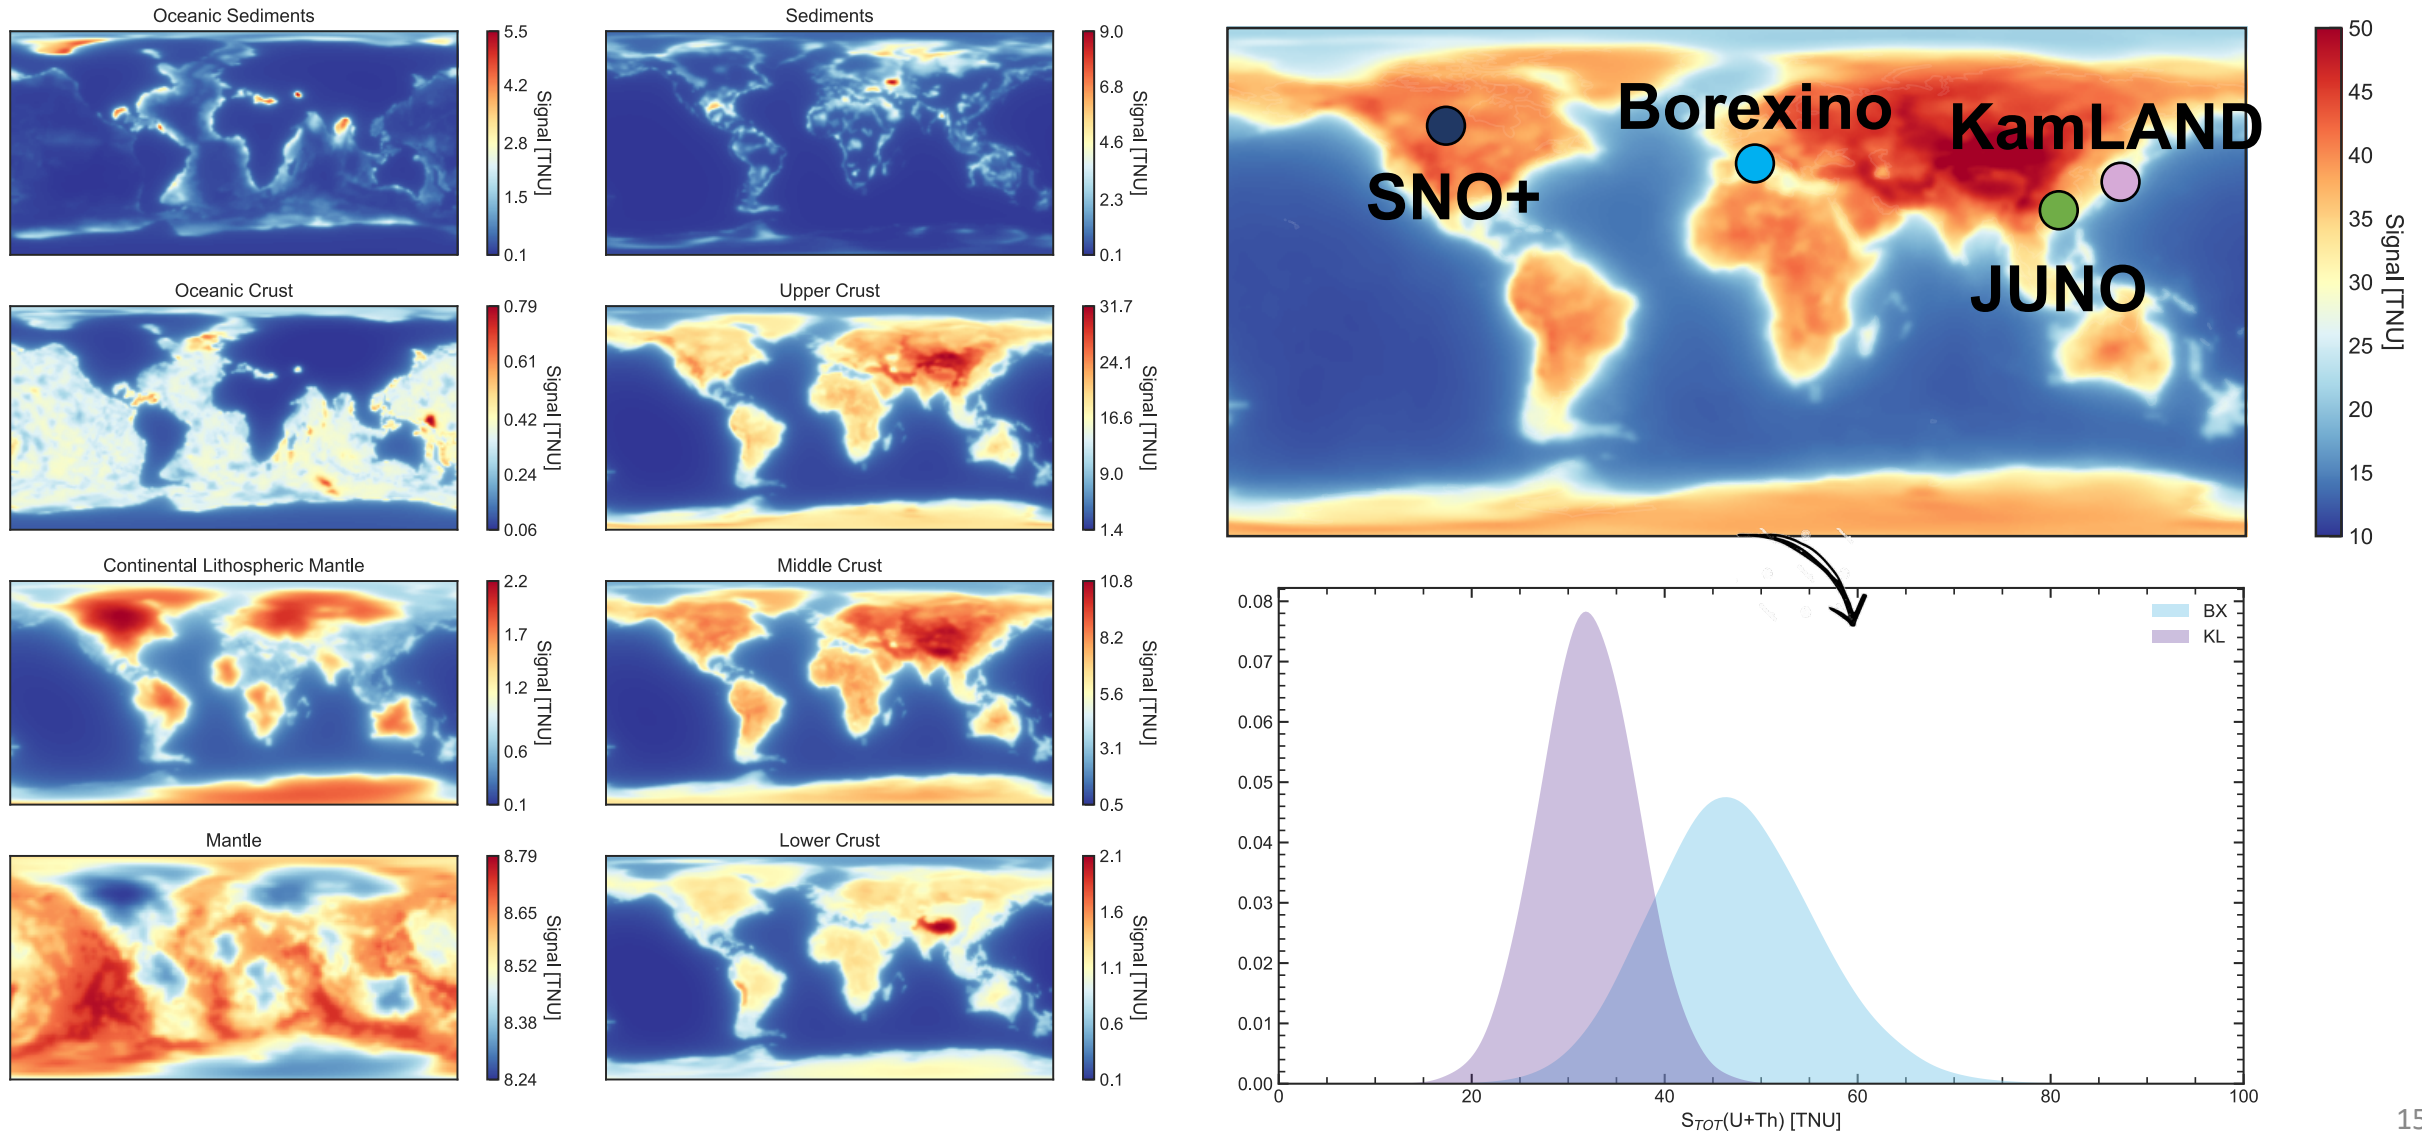 Oceanic Sediments
5.5
4.2
2.8
1.5
0.1
Signal [TNU]
Sediments
9.0
6.8
4.6
2.3
0.1
Signal [TNU]
Oceanic Crust
0.79
0.61
0.42
0.24
0.06
Signal [TNU]
Upper Crust
31.7
24.1
16.6
9.0
1.4
Signal [TNU]
Continental Lithospheric Mantle
2.2
1.7
1.2
0.6
0.1
Signal [TNU]
Middle Crust
10.8
8.2
5.6
3.1
0.5
Signal [TNU]
Mantle
8.79
8.65
8.52
8.38
8.24
Signal [TNU]
Lower Crust
2.1
1.6
1.1
0.6
0.1
Signal [TNU]
Borexino
KamLAND
SNO+
JUNO
50
45
40
35
30
25
20
15
10
Signal [TNU]
0.08
0.07
0.06
0.05
0.04
0.03
0.02
0.01
0.00
BX
KL
0 20 40 60 80 100
S_TOT(U+Th) [TNU]
15